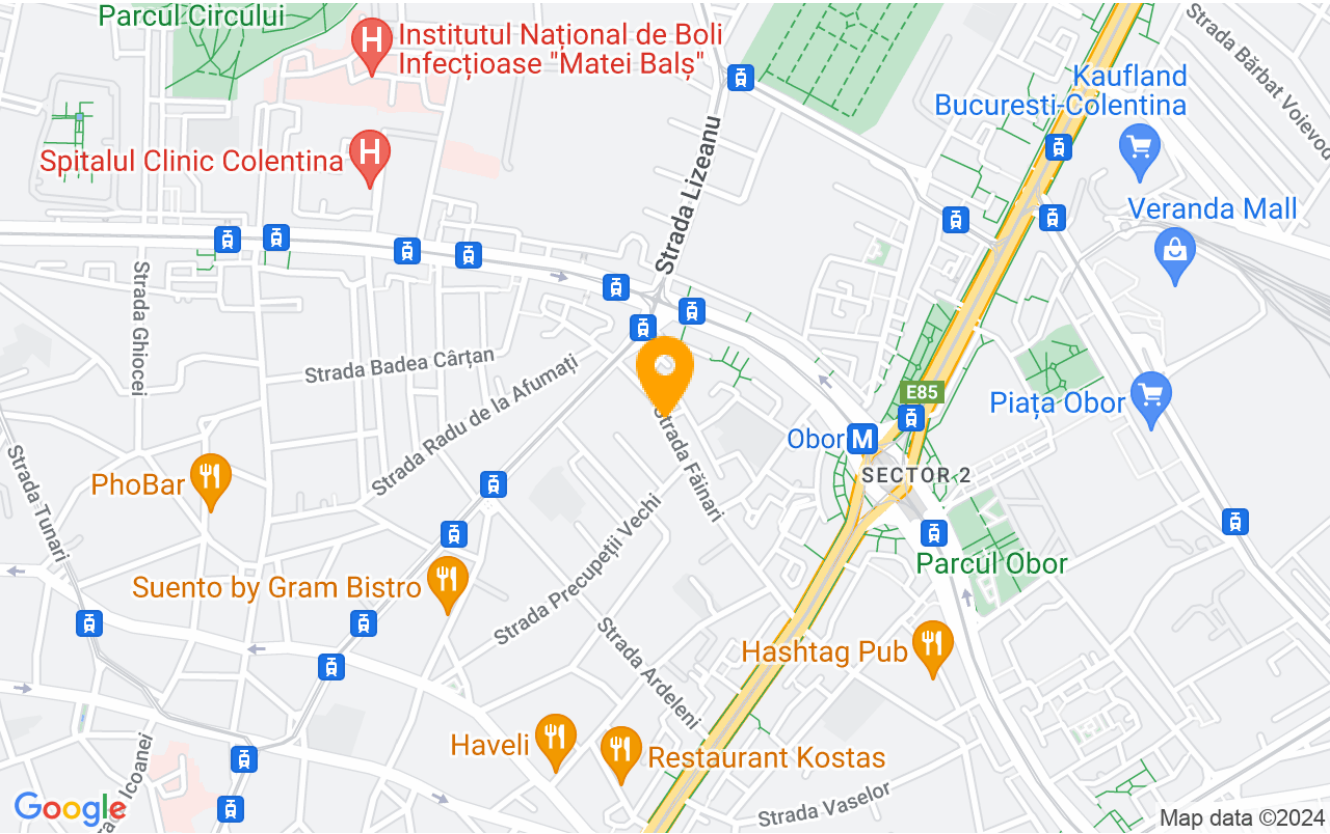 Parcul Circului
Institutul Național de Boli
Infecțioase "Matei Balș"
Strada Bărbat Voievod
Kaufland
Bucuresti-Colentina
Spitalul Clinic Colentina
Strada Lizeanu
Veranda Mall
Strada Ghiocei
Strada Badea Cârțan
Strada Radu de la Afumați
E85
Piața Obor
Strada Făinari
Obor
M
SECTOR 2
PhoBar
Strada Tunari
Strada Precupeții Vechi
Parcul Obor
Suento by Gram Bistro
Strada Ardeleni
Hashtag Pub
Haveli
Restaurant Kostas
Icoanei
Strada Vaselor
Google
Map data ©2024
H
H